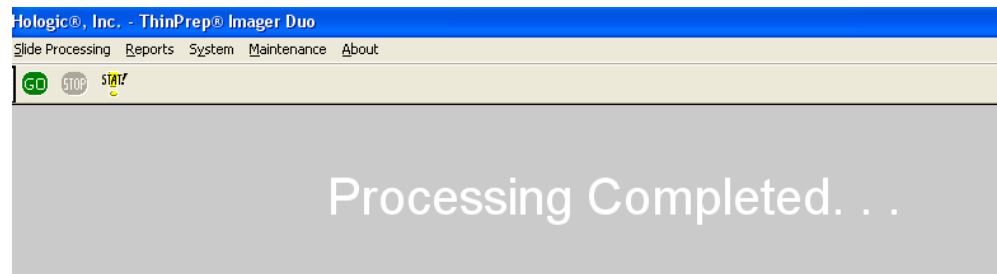 Hologic®, Inc. - ThinPrep® Imager Duo
Slide Processing Reports System Maintenance About
GO STOP STAT!
Processing Completed. . .